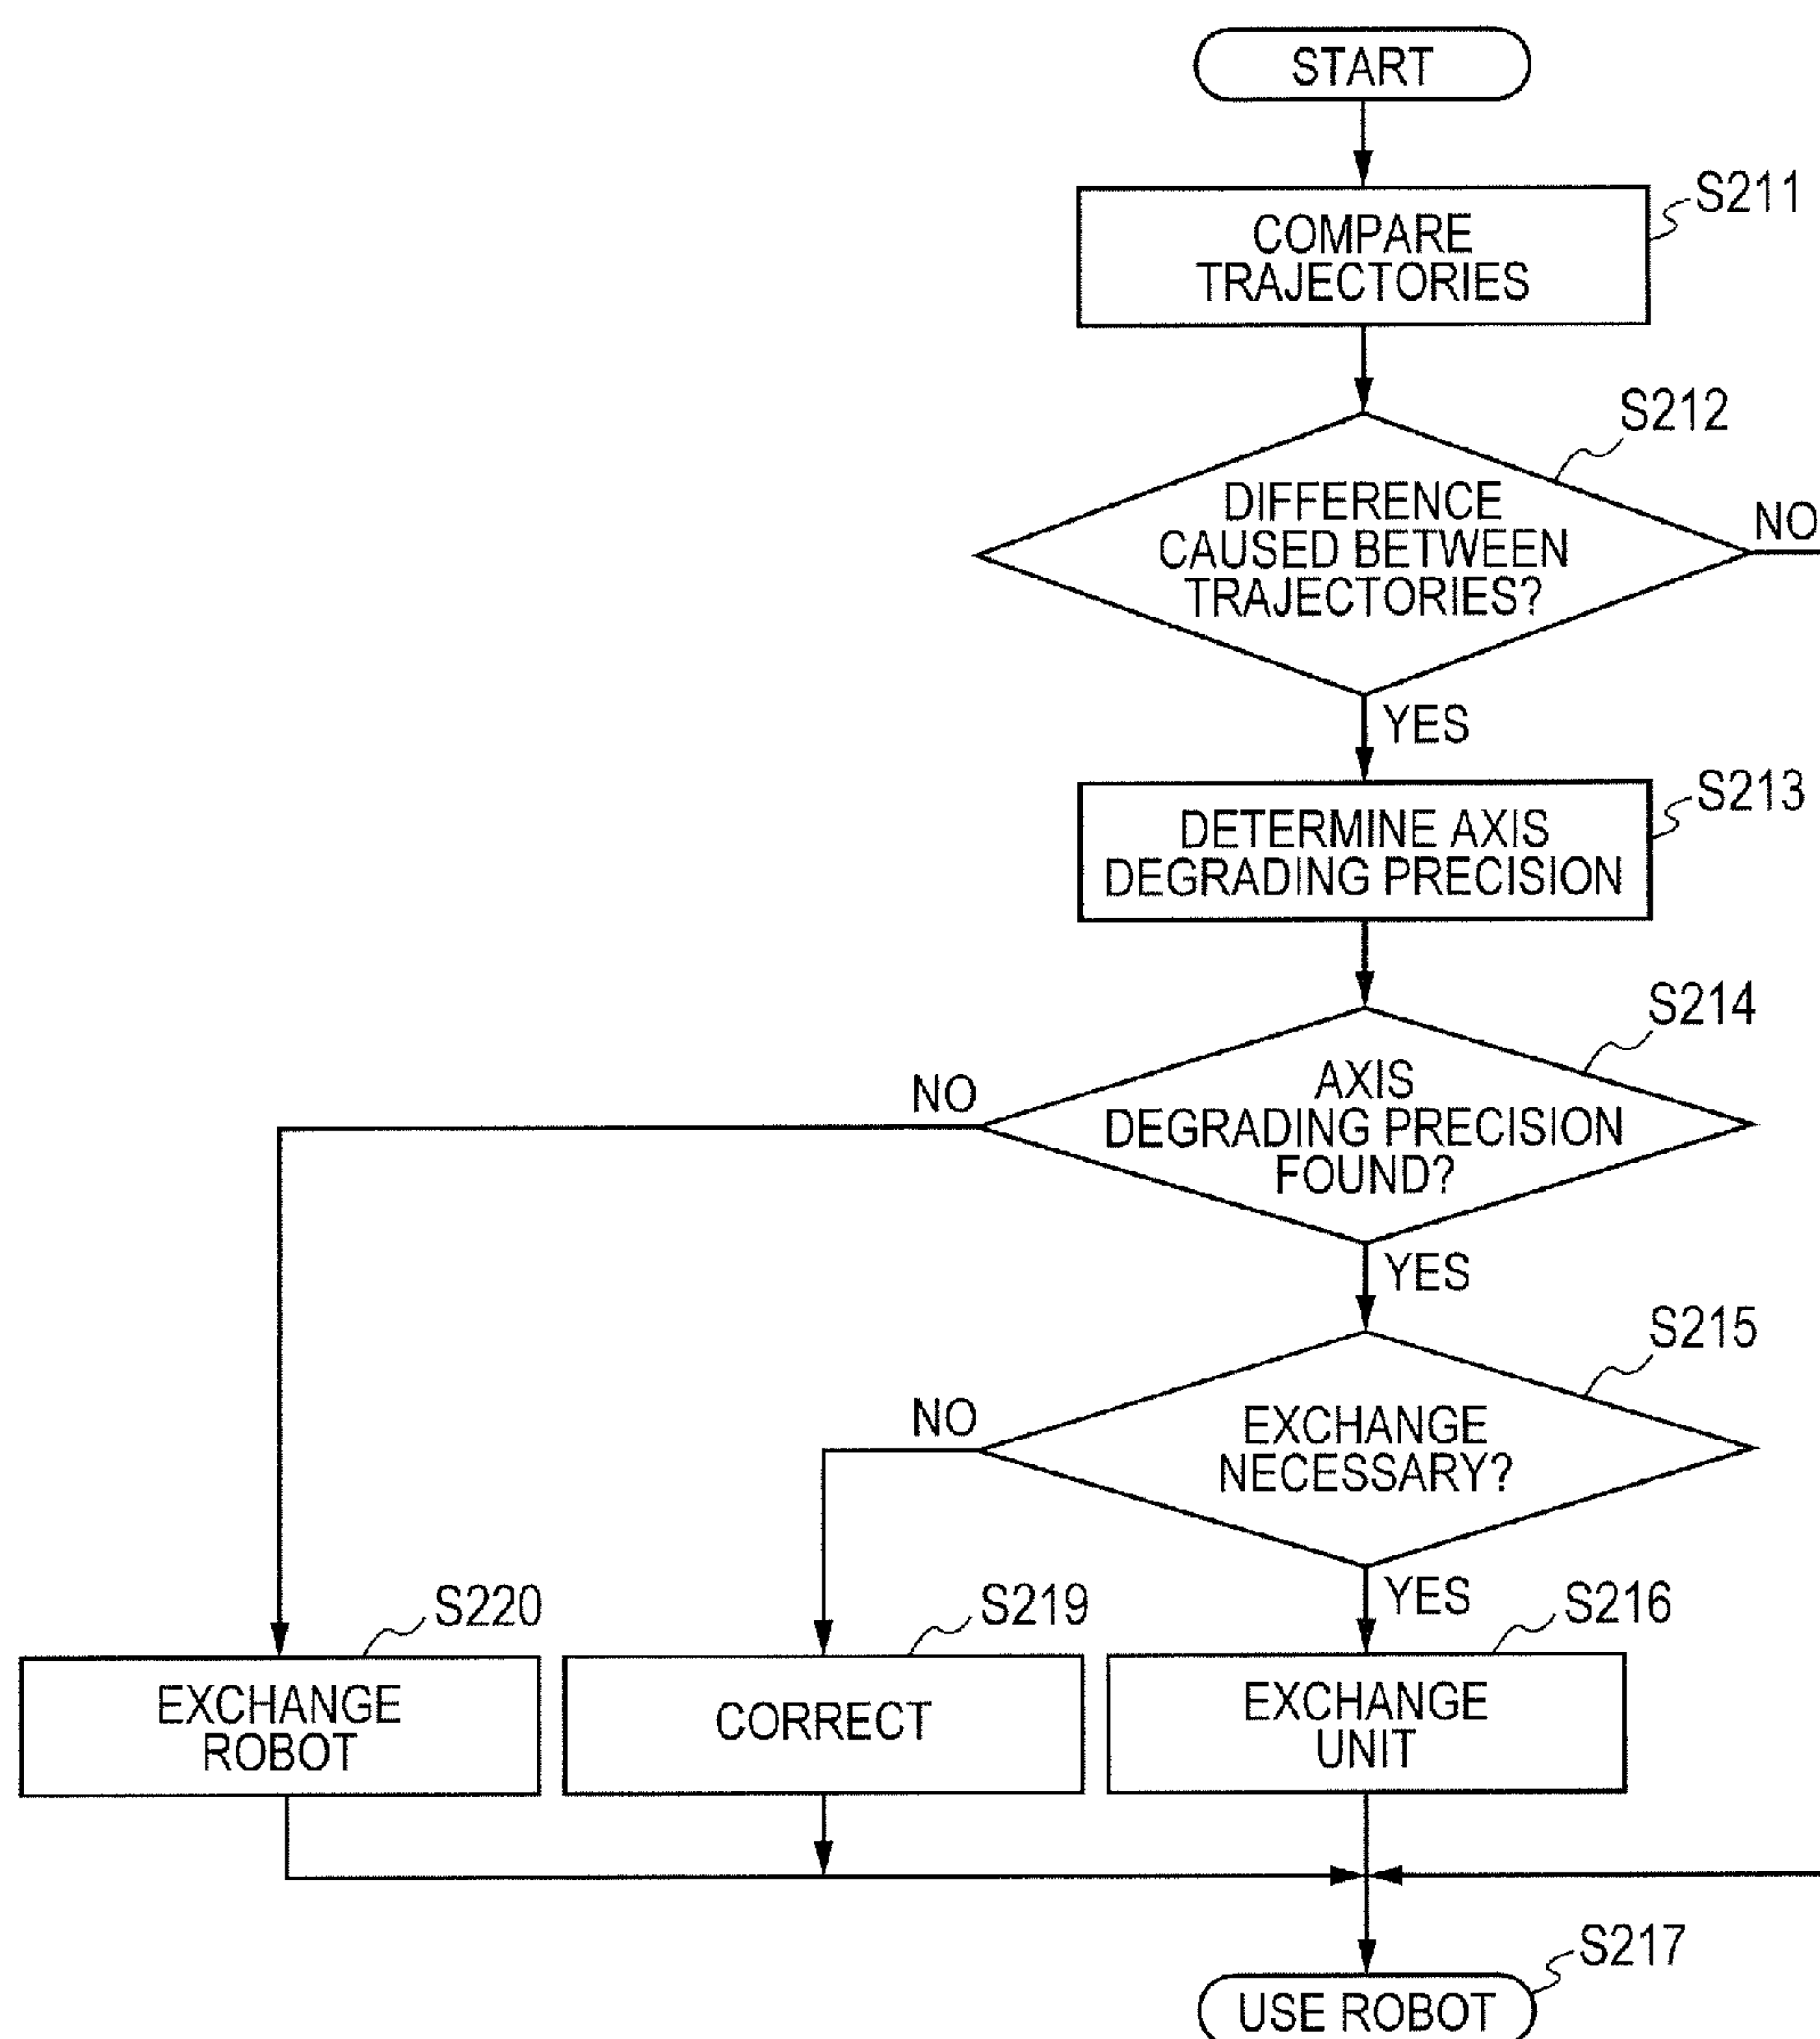 START
S211
COMPARE
TRAJECTORIES
S212
DIFFERENCE
CAUSED BETWEEN
TRAJECTORIES?
NO
YES
S213
DETERMINE AXIS
DEGRADING PRECISION
S214
AXIS
DEGRADING PRECISION
FOUND?
NO
YES
S215
EXCHANGE
NECESSARY?
NO
YES
S220
EXCHANGE
ROBOT
S219
CORRECT
S216
EXCHANGE
UNIT
S217
USE ROBOT